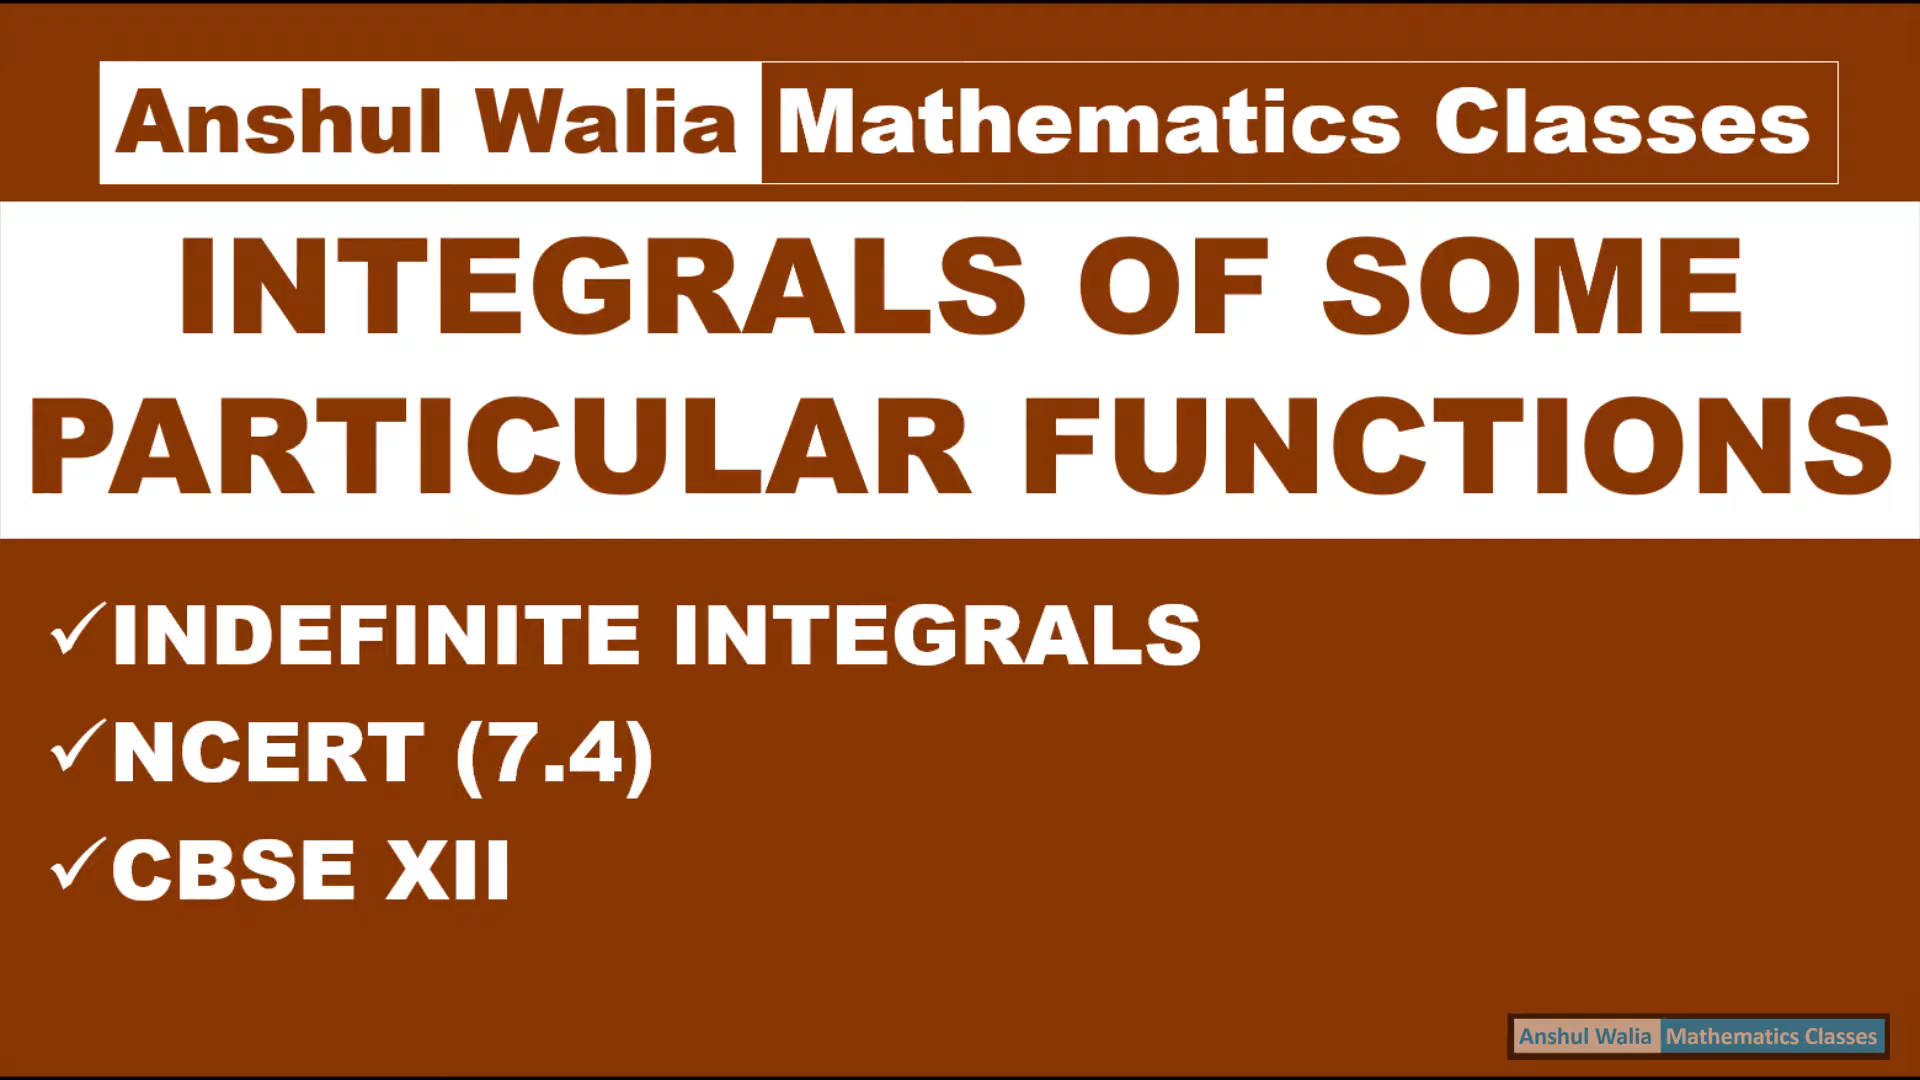 Anshul Walia Mathematics Classes
INTEGRALS OF SOME
PARTICULAR FUNCTIONS
✓INDEFINITE INTEGRALS
✓NCERT (7.4)
✓CBSE XII
Anshul Walia Mathematics Classes